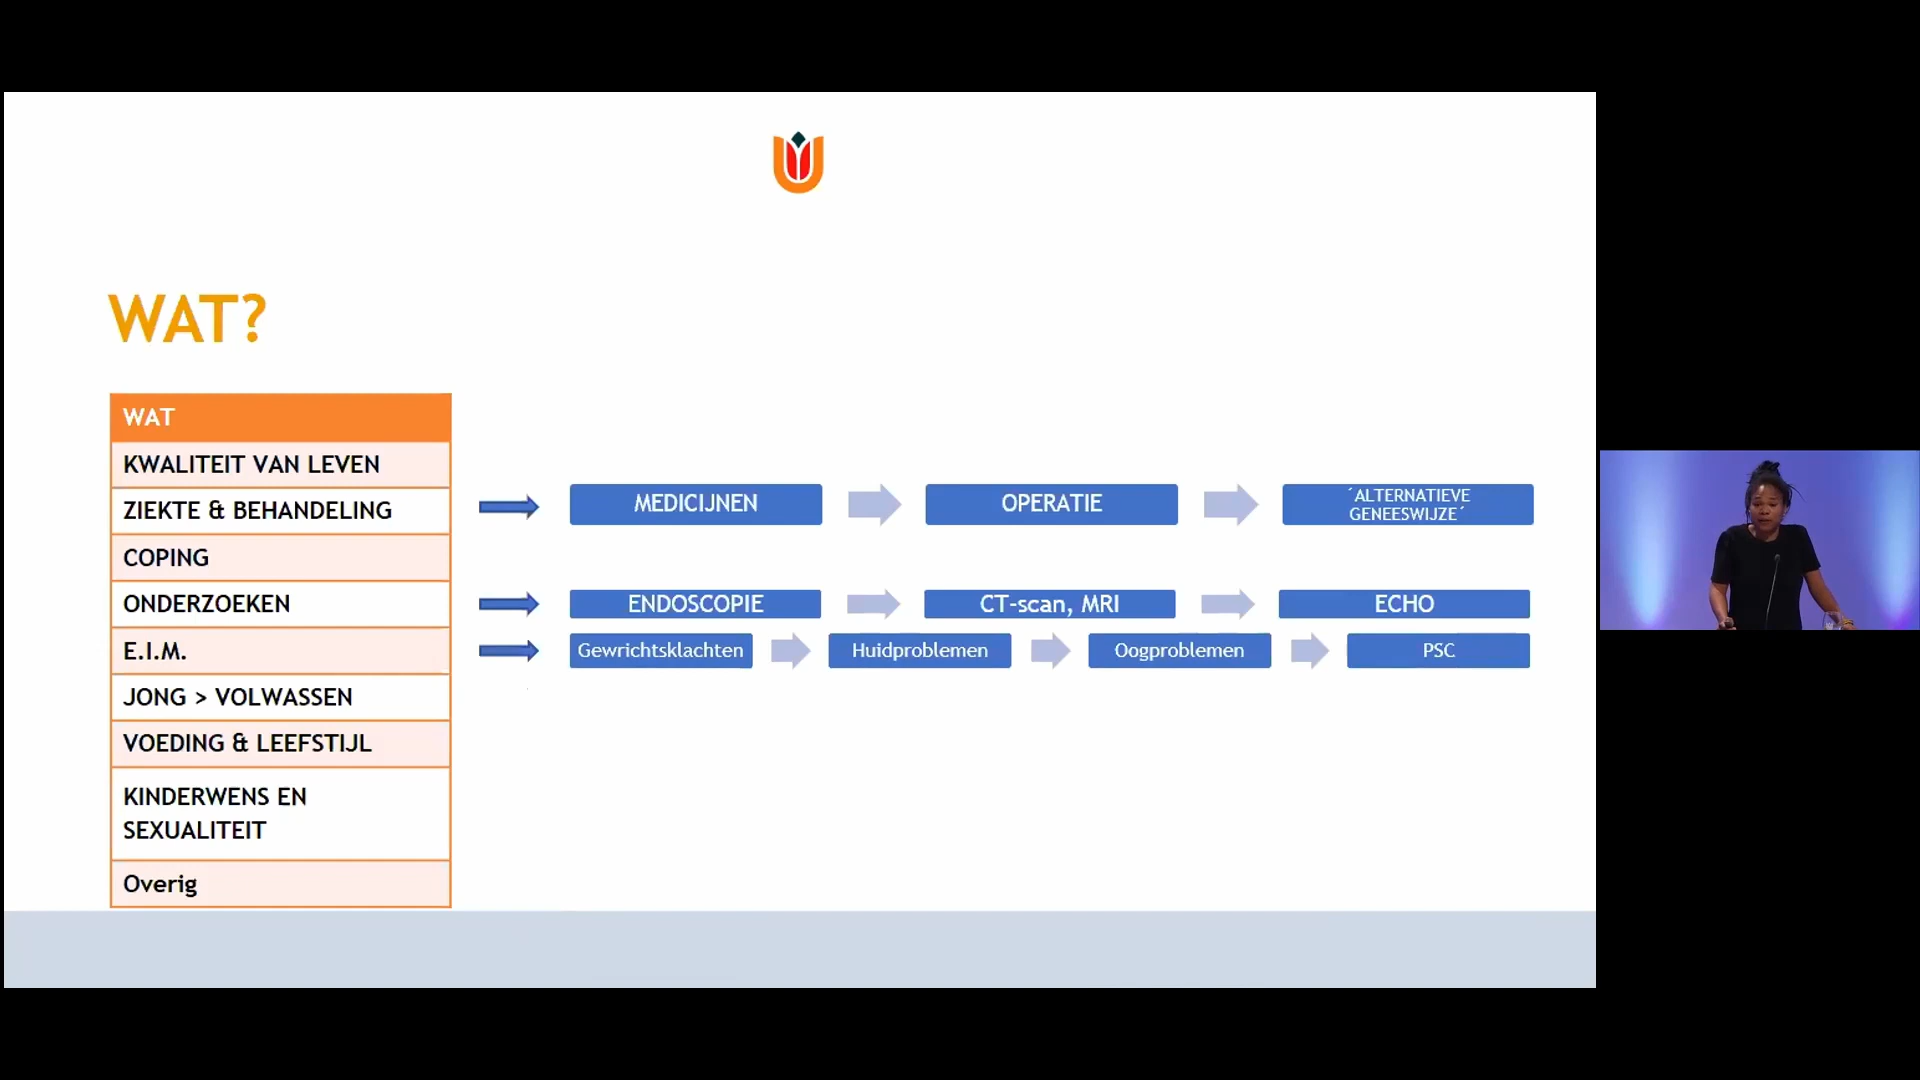 WAT?
WAT
KWALITEIT VAN LEVEN
ZIEKTE & BEHANDELING
MEDICIJNEN
OPERATIE
´ALTERNATIEVE
GENEESWIJZE´
COPING
ONDERZOEKEN
ENDOSCOPIE
CT-scan, MRI
ECHO
E.I.M.
Gewrichtsklachten
Huidproblemen
Oogproblemen
PSC
JONG > VOLWASSEN
VOEDING & LEEFSTIJL
KINDERWENS EN
SEXUALITEIT
Overig